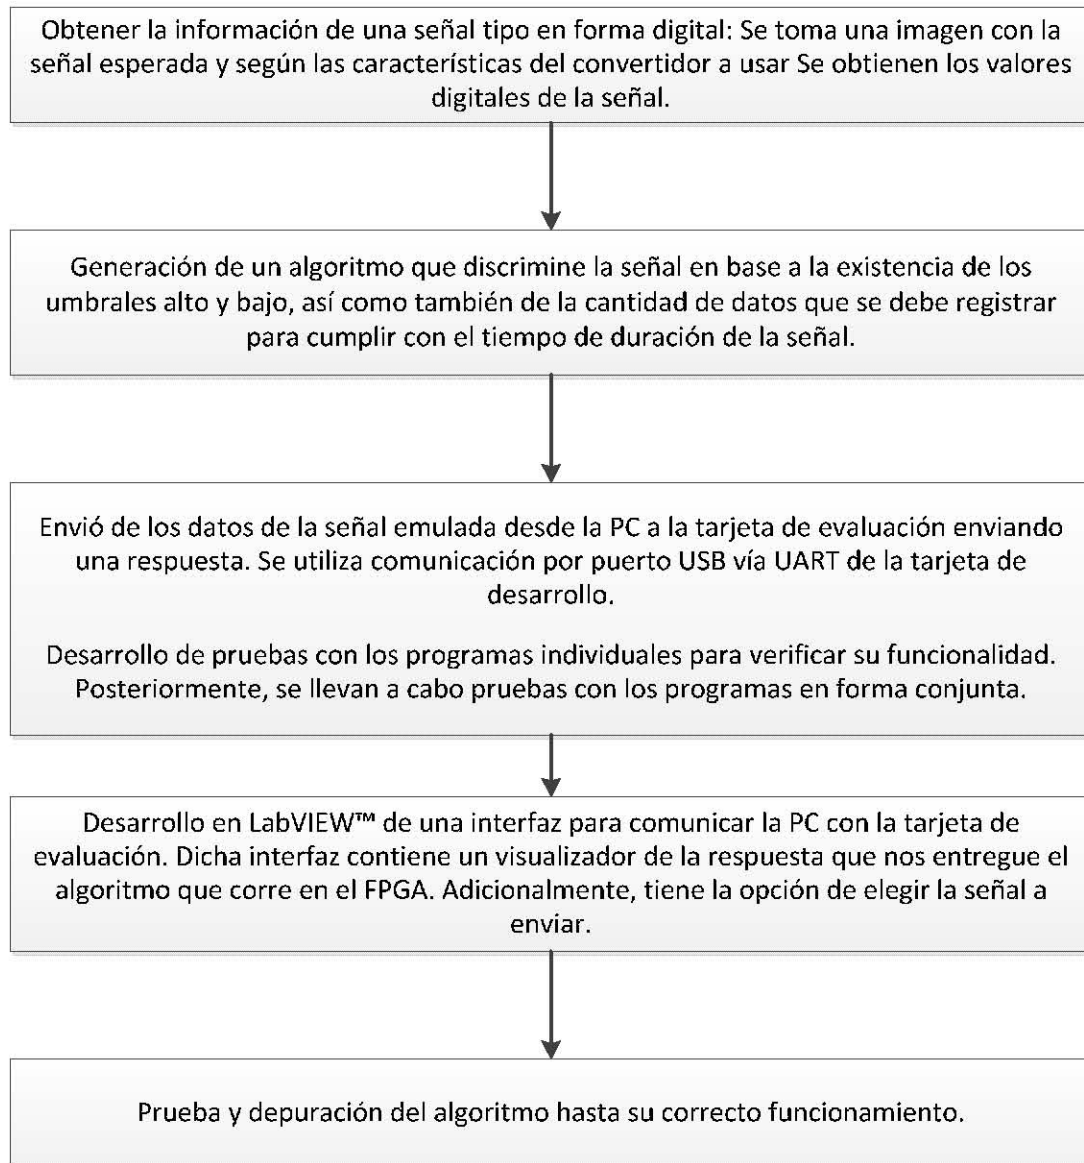 Obtener la información de una señal tipo en forma digital: Se toma una imagen con la
señal esperada y según las características del convertidor a usar Se obtienen los valores
digitales de la señal.
Generación de un algoritmo que discrimine la señal en base a la existencia de los
umbrales alto y bajo, así como también de la cantidad de datos que se debe registrar
para cumplir con el tiempo de duración de la señal.
Envió de los datos de la señal emulada desde la PC a la tarjeta de evaluación enviando
una respuesta. Se utiliza comunicación por puerto USB vía UART de la tarjeta de
desarrollo.
Desarrollo de pruebas con los programas individuales para verificar su funcionalidad.
Posteriormente, se llevan a cabo pruebas con los programas en forma conjunta.
Desarrollo en LabVIEW™ de una interfaz para comunicar la PC con la tarjeta de
evaluación. Dicha interfaz contiene un visualizador de la respuesta que nos entregue el
algoritmo que corre en el FPGA. Adicionalmente, tiene la opción de elegir la señal a
enviar.
Prueba y depuración del algoritmo hasta su correcto funcionamiento.